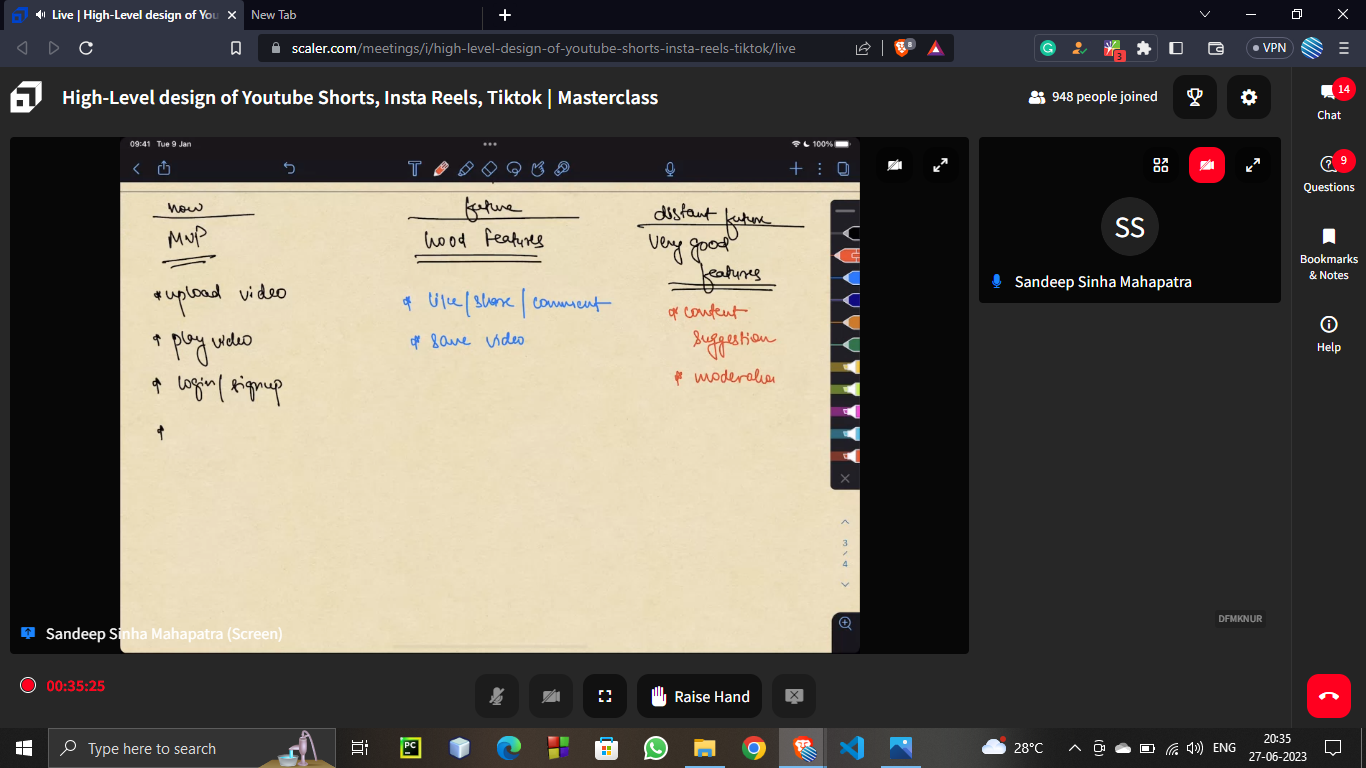 Live | High-Level design of You
New Tab
scaler.com/meetings/i/high-level-design-of-youtube-shorts-insta-reels-tiktok/live
8
3
VPN
High-Level design of Youtube Shorts, Insta Reels, Tiktok | Masterclass
948 people joined
14
Chat
9
Questions
Bookmarks
& Notes
Help
09:41 Tue 9 Jan
100%
now
future
distant future
MVP
Good Features
Very good
features
* upload video
* play video
* login/signup
*
* like/share/comment
* save video
* content
suggestion
* moderation
3
/
4
SS
Sandeep Sinha Mahapatra
Sandeep Sinha Mahapatra (Screen)
DFMKNUR
00:35:25
Raise Hand
Type here to search
PC
28°C
ENG
20:35
27-06-2023